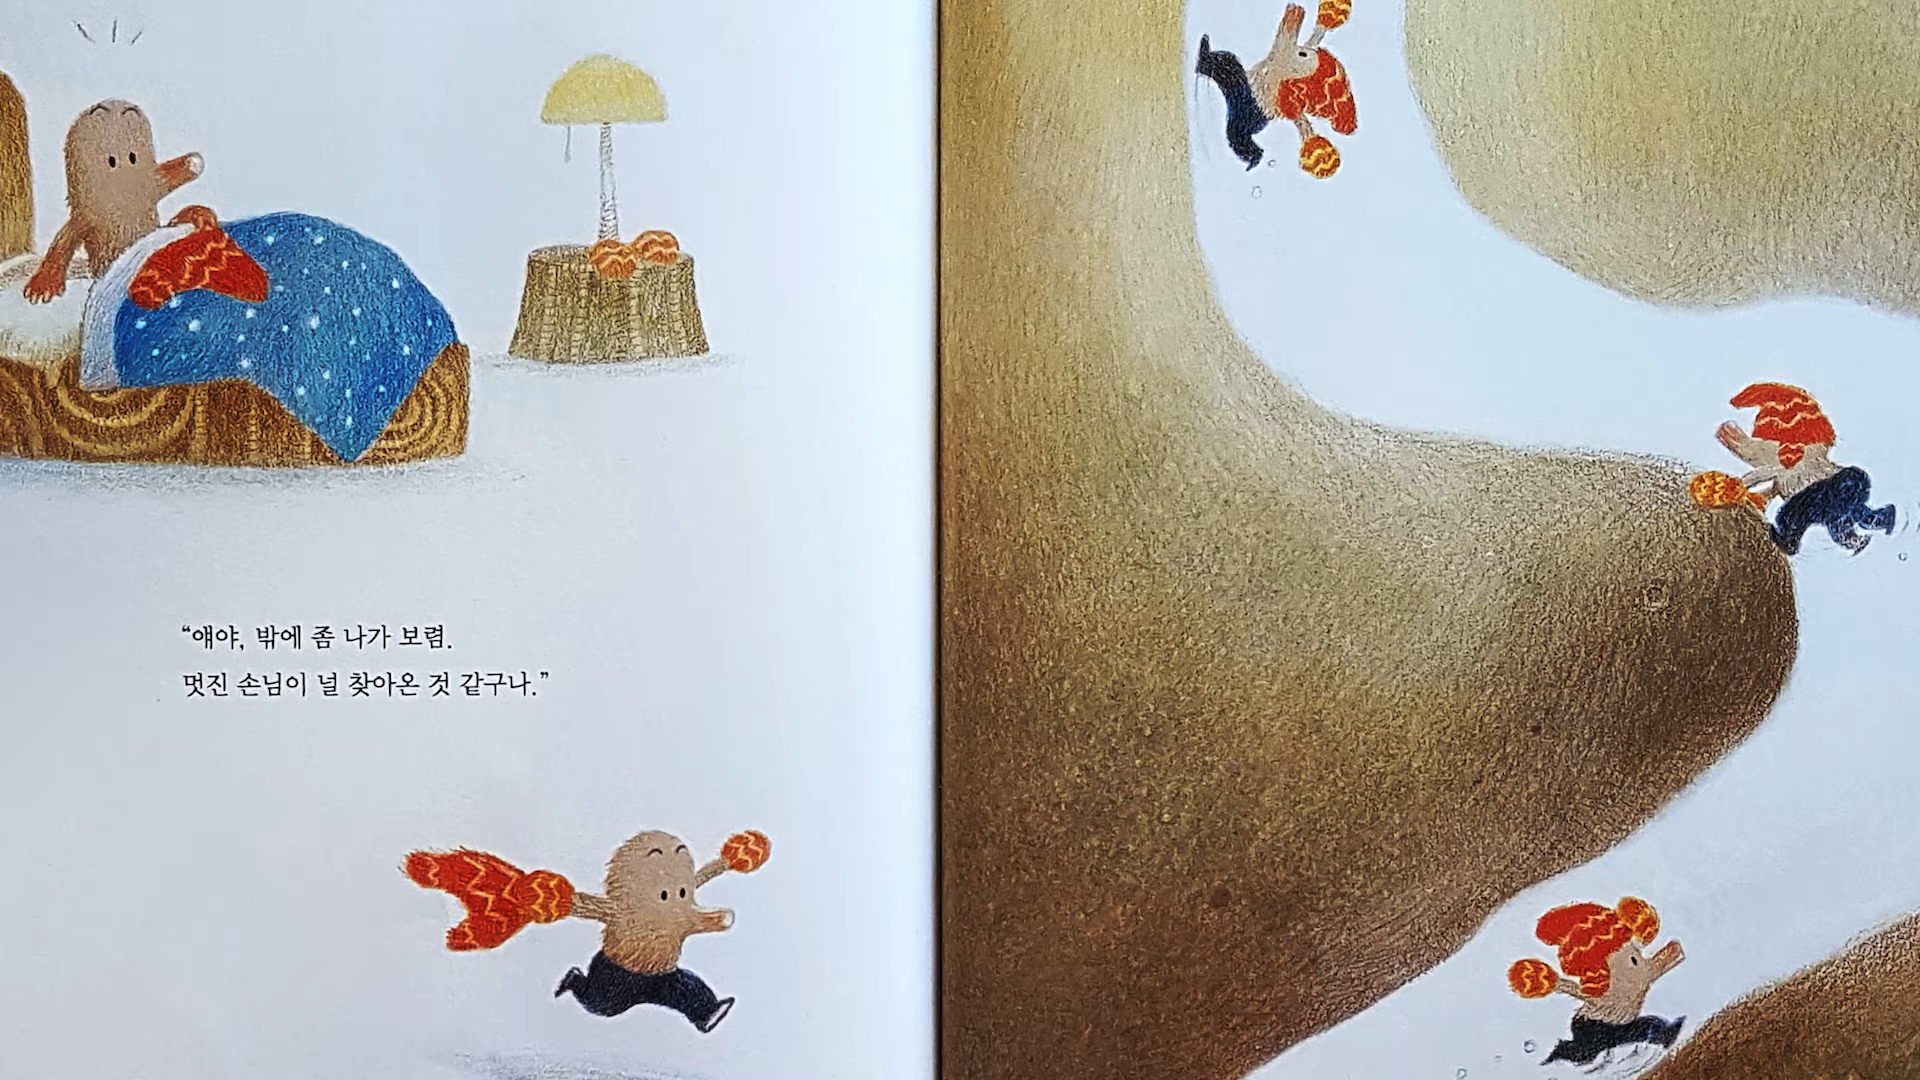 “얘야, 밖에 좀 나가 보렴.
멋진 손님이 널 찾아온 것 같구나.”